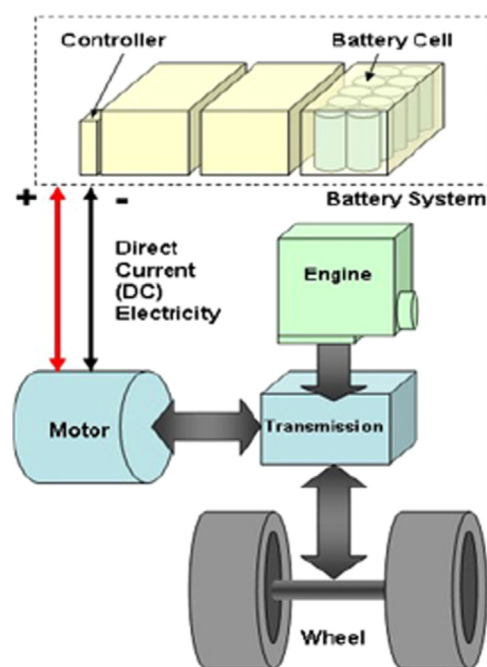 Controller
Battery Cell
+
-
Battery System
Direct
Current
(DC)
Electricity
Engine
Motor
Transmission
Wheel